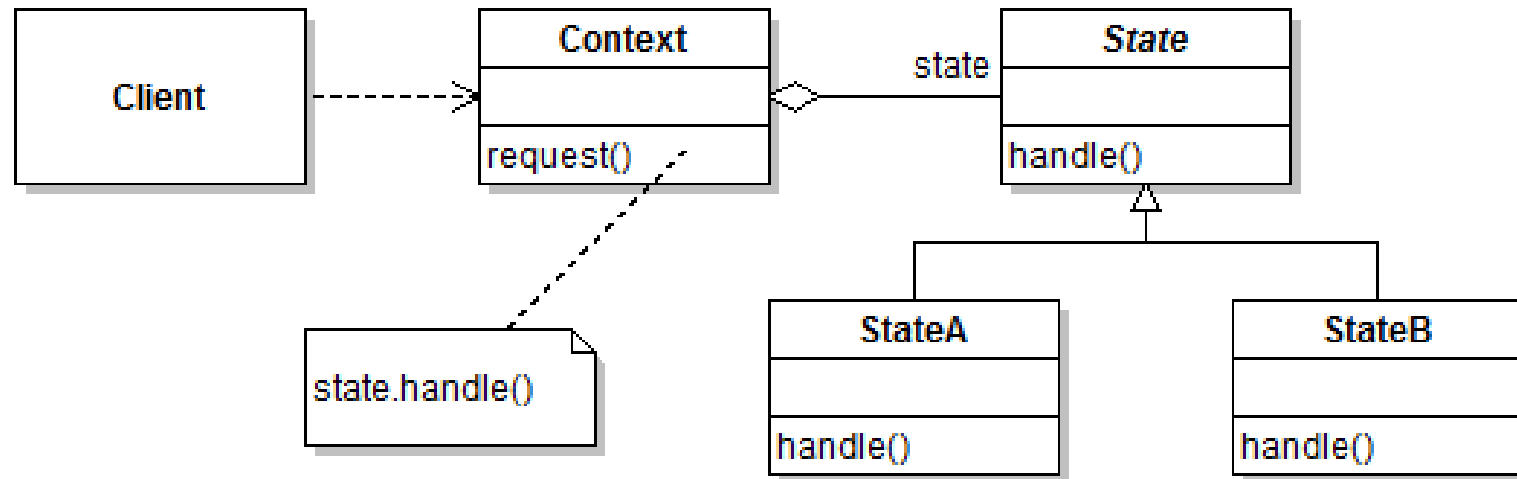 Client
Context
request()
state
State
handle()
state.handle()
StateA
handle()
StateB
handle()